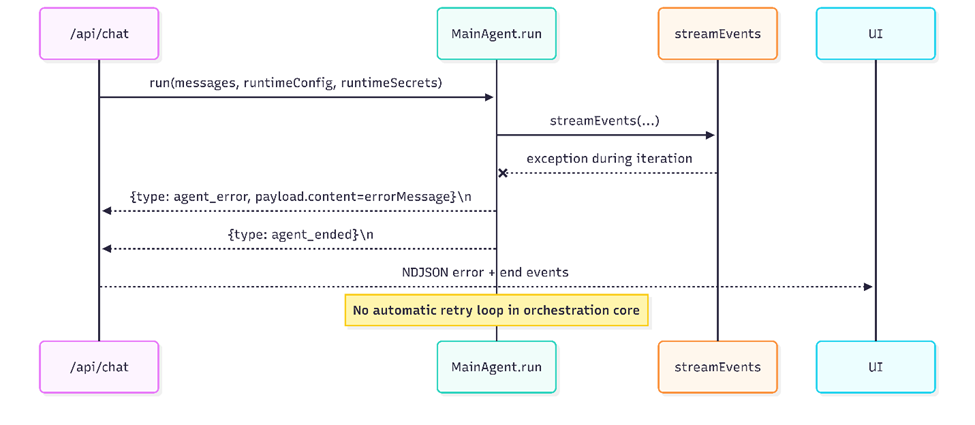 /api/chat
MainAgent.run
streamEvents
UI
run(messages, runtimeConfig, runtimeSecrets)
streamEvents(...)
exception during iteration
{type: agent_error, payload.content=errorMessage}\n
{type: agent_ended}\n
NDJSON error + end events
No automatic retry loop in orchestration core
/api/chat
MainAgent.run
streamEvents
UI